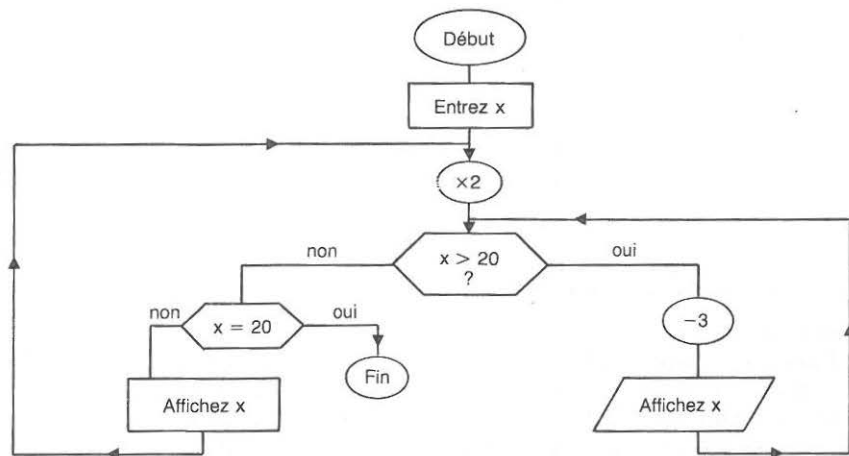 Début
Entrez x
×2
x > 20
?
non
oui
x = 20
non
oui
−3
Fin
Affichez x
Affichez x